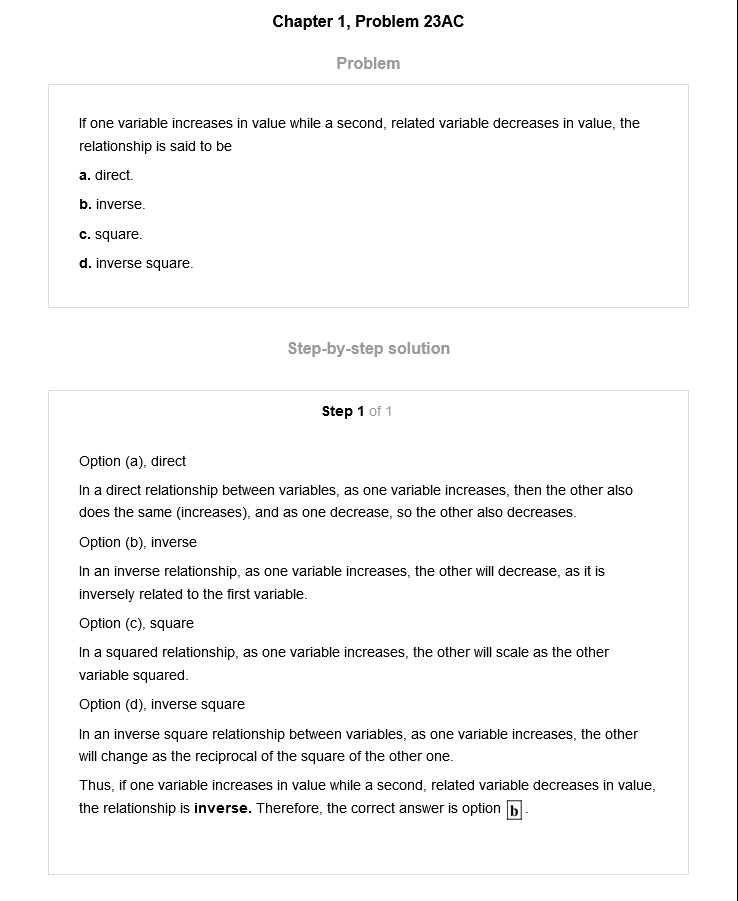 Chapter 1, Problem 23AC
Problem
If one variable increases in value while a second, related variable decreases in value, the
relationship is said to be
a. direct.
b. inverse.
c. square.
d. inverse square.
Step-by-step solution
Step 1 of 1
Option (a), direct
In a direct relationship between variables, as one variable increases, then the other also
does the same (increases), and as one decrease, so the other also decreases.
Option (b), inverse
In an inverse relationship, as one variable increases, the other will decrease, as it is
inversely related to the first variable.
Option (c), square
In a squared relationship, as one variable increases, the other will scale as the other
variable squared.
Option (d), inverse square
In an inverse square relationship between variables, as one variable increases, the other
will change as the reciprocal of the square of the other one.
Thus, if one variable increases in value while a second, related variable decreases in value,
the relationship is inverse. Therefore, the correct answer is option b.